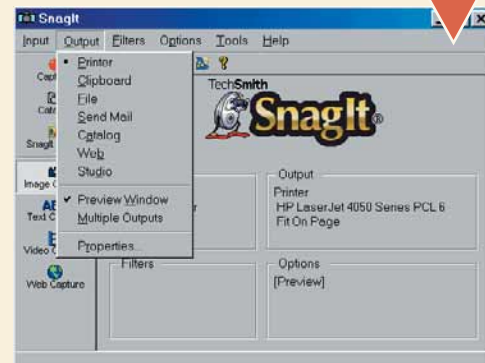 SnagIt
Input Output Filters Options Tools Help
Printer
Clipboard
File
Send Mail
Catalog
Web
Studio
Preview Window
Multiple Outputs
Properties...
TechSmith
SnagIt®
Output
Printer
HP LaserJet 4050 Series PCL 6
Fit On Page
Filters
Options
[Preview]
Web Capture